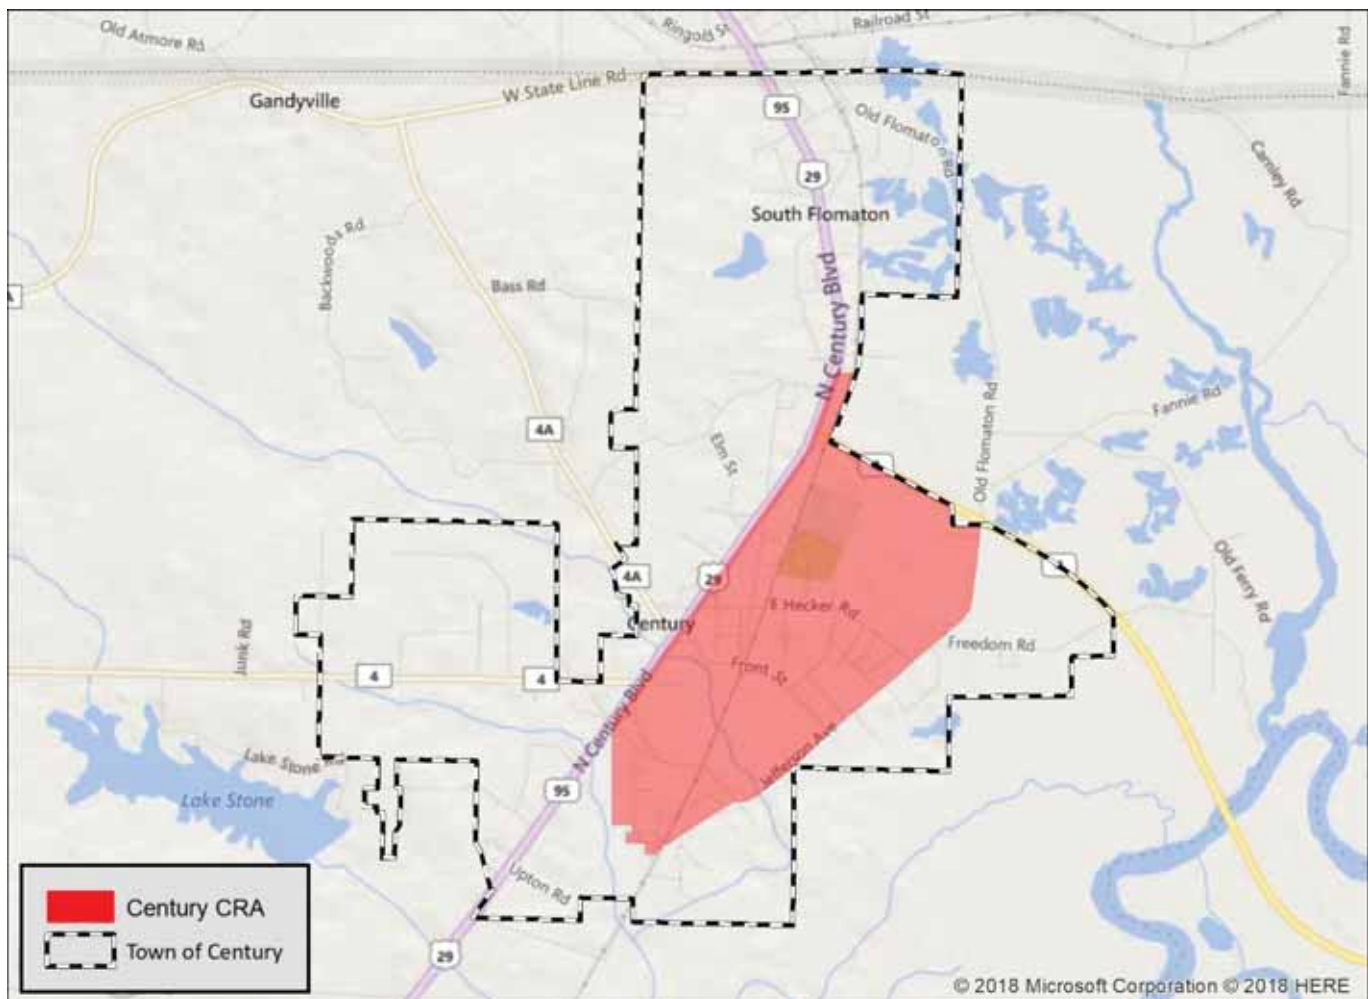 Old Atmore Rd
Ringold St
Railroad St
Fannie Rd
Gandyville
W State Line Rd
95
Old Flomaton Rd
Carnley Rd
29
South Flomaton
Backwoods Rd
Bass Rd
N Century Blvd
A
4A
Elm St
Old Flomaton Rd
Fannie Rd
Old Ferry Rd
4A
29
E Hecker Rd
Century
Junk Rd
Freedom Rd
4
4
Front St
N Century Blvd
Jefferson Ave
Lake Stone Rd
95
Lake Stone
Upton Rd
29
Century CRA
Town of Century
© 2018 Microsoft Corporation © 2018 HERE